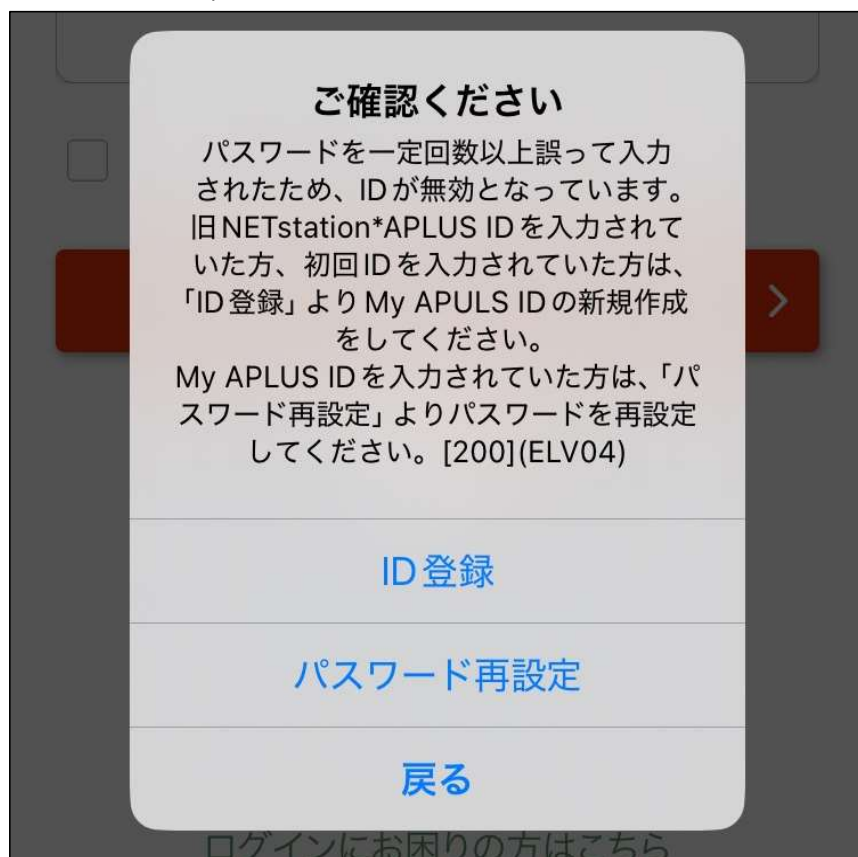 ご確認ください
パスワードを一定回数以上誤って入力
されたため、IDが無効となっています。
旧NETstation*APLUS IDを入力されて
いた方、初回IDを入力されていた方は、
「ID登録」よりMy APULS IDの新規作成
をしてください。
My APLUS IDを入力されていた方は、「パ
スワード再設定」よりパスワードを再設定
してください。[200](ELV04)
ID登録
パスワード再設定
戻る
ログインにお困りの方はこちら